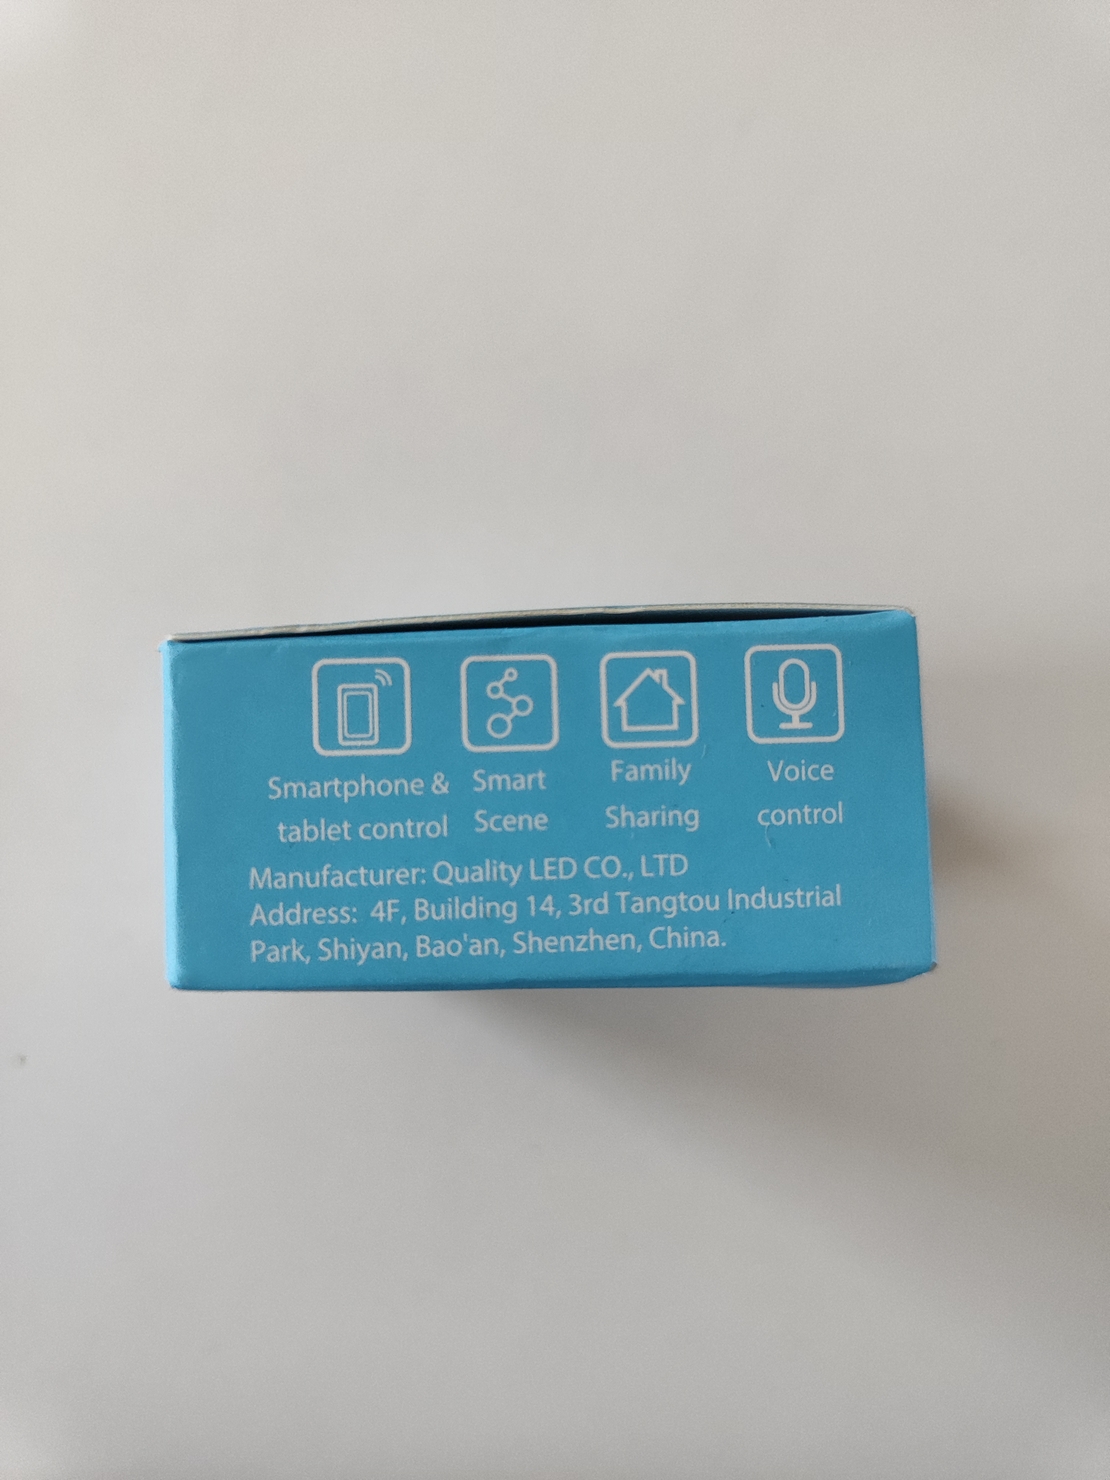 Smartphone & tablet control
Smart Scene
Family Sharing
Voice control
Manufacturer: Quality LED CO., LTD
Address: 4F, Building 14, 3rd Tangtou Industrial
Park, Shiyan, Bao'an, Shenzhen, China.